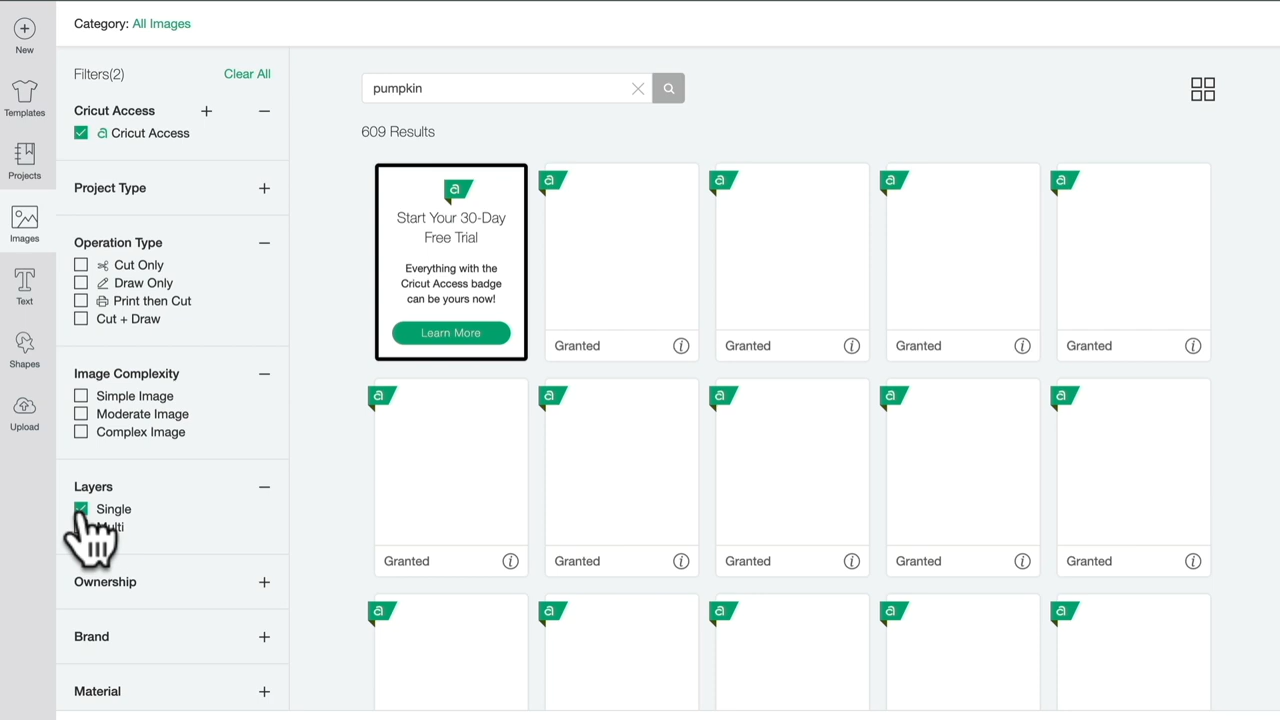 Category: All Images
New
Templates
Projects
Images
Text
Shapes
Upload
Filters(2)
Clear All
Cricut Access
a Cricut Access
Project Type
Operation Type
Cut Only
Draw Only
Print then Cut
Cut + Draw
Image Complexity
Simple Image
Moderate Image
Complex Image
Layers
Single
Ownership
Brand
Material
pumpkin
609 Results
a
Start Your 30-Day
Free Trial
Everything with the
Cricut Access badge
can be yours now!
Learn More
a
a
a
a
Granted
Granted
Granted
Granted
a
a
a
a
a
Granted
Granted
Granted
Granted
Granted
a
a
a
a
a